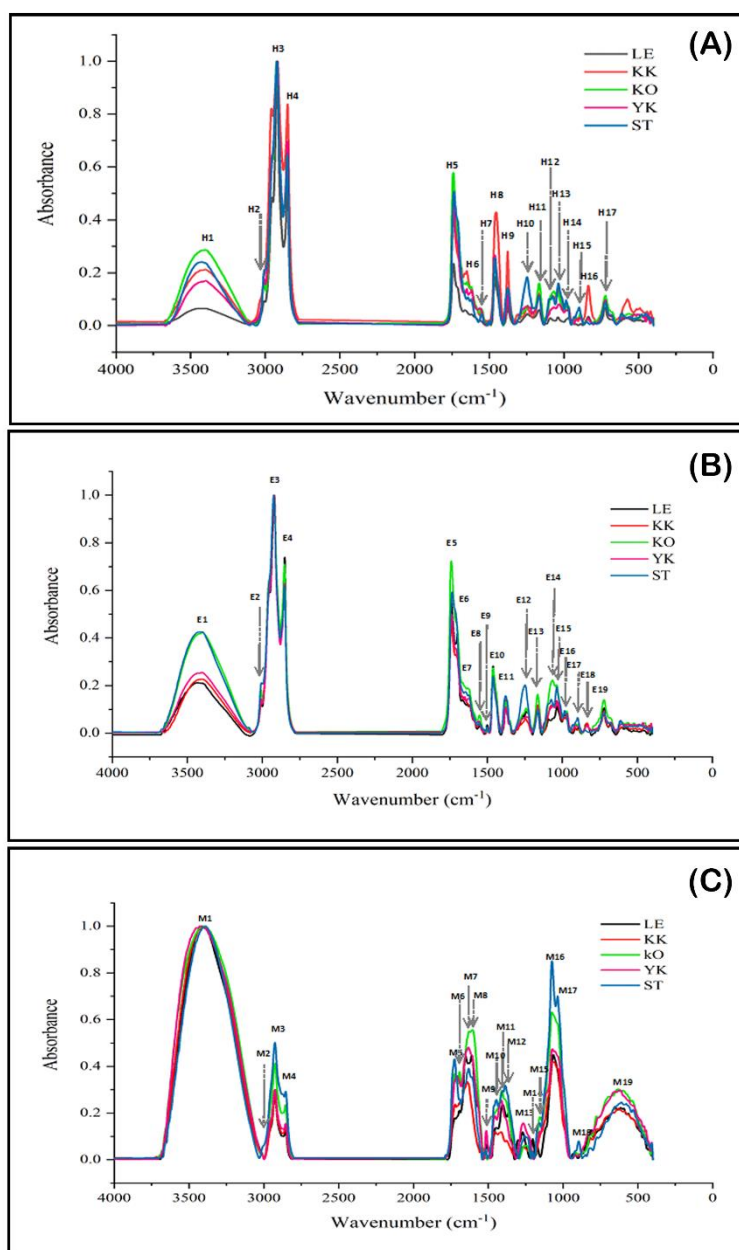 (A)
H3
LE
KK
KO
YK
ST
H4
H2
H1
H5
H6
H7
H8
H9
H10
H11
H12
H13
H14
H15
H16
H17
1.0
0.8
0.6
0.4
0.2
0.0
Absorbance
4000 3500 3000 2500 2000 1500 1000 500 0
Wavenumber (cm⁻¹)
(B)
E3
LE
KK
KO
YK
ST
E4
E2
E1
E5
E6
E7
E8
E9
E10
E11
E12
E13
E14
E15
E16
E17
E18
E19
1.0
0.8
0.6
0.4
0.2
0.0
Absorbance
4000 3500 3000 2500 2000 1500 1000 500 0
Wavenumber (cm⁻¹)
(C)
M1
LE
KK
kO
YK
ST
M2
M3
M4
M5
M6
M7
M8
M9
M10
M11
M12
M13
M15
M16
M17
M18
M19
1.0
0.8
0.6
0.4
0.2
0.0
Absorbance
4000 3500 3000 2500 2000 1500 1000 500 0
Wavenumber (cm⁻¹)